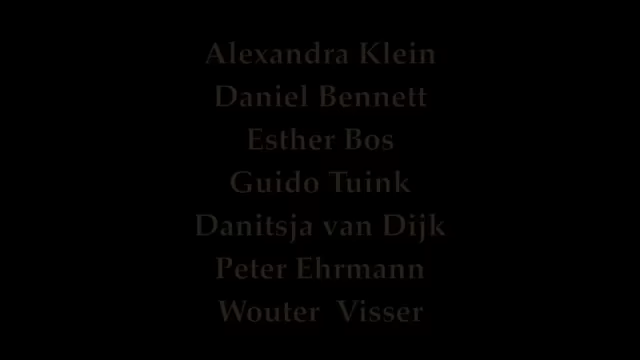 Alexandra Klein
Daniel Bennett
Esther Bos
Guido Tuink
Danitsja van Dijk
Peter Ehrmann
Wouter  Visser